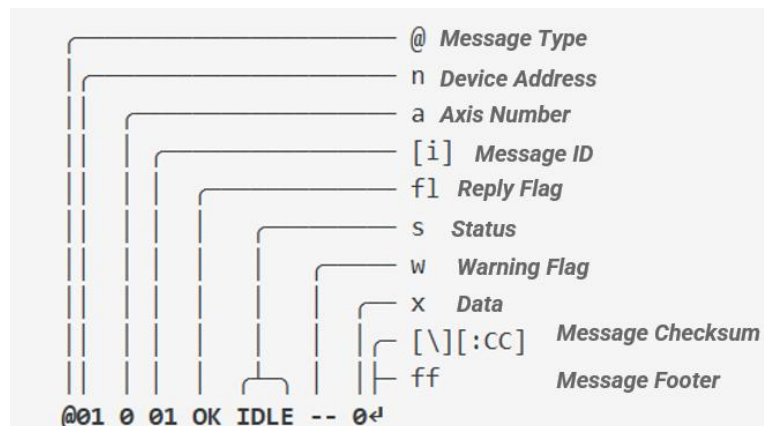 @ Message Type
n Device Address
a Axis Number
[i] Message ID
fl Reply Flag
s Status
w Warning Flag
x Data
[\][:CC] Message Checksum
ff Message Footer
@01 0 01 OK IDLE -- 0↵